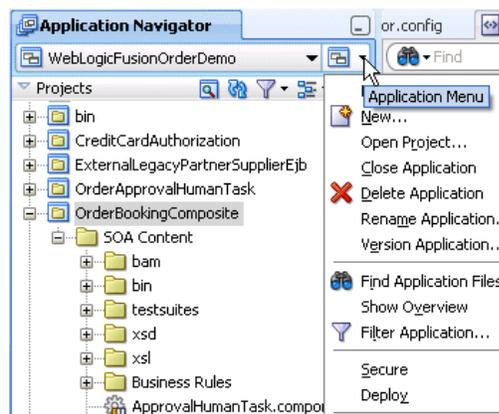 Application Navigator
or.config
WebLogicFusionOrderDemo
Find
Projects
Application Menu
bin
New...
CreditCardAuthorization
Open Project...
ExternalLegacyPartnerSupplierEjb
Close Application
OrderApprovalHumanTask
Delete Application
OrderBookingComposite
Rename Application.
SOA Content
Version Application..
bam
bin
Find Application Files
testsuites
Show Overview
xsd
Filter Application...
xsl
Secure
Business Rules
Deploy
ApprovalHumanTask.compor